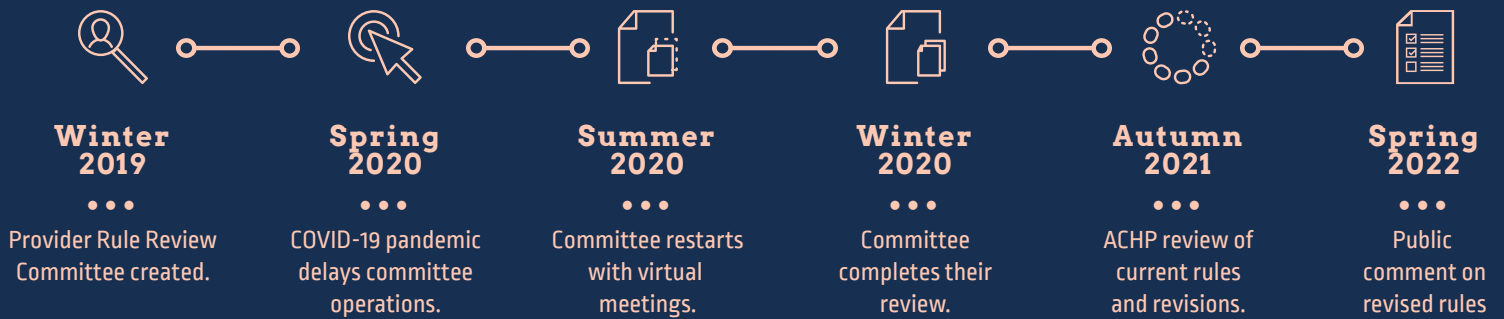 Winter
2019
Provider Rule Review
Committee created.
Spring
2020
COVID-19 pandemic
delays committee
operations.
Summer
2020
Committee restarts
with virtual
meetings.
Winter
2020
Committee
completes their
review.
Autumn
2021
ACHP review of
current rules
and revisions.
Spring
2022
Public
comment on
revised rules